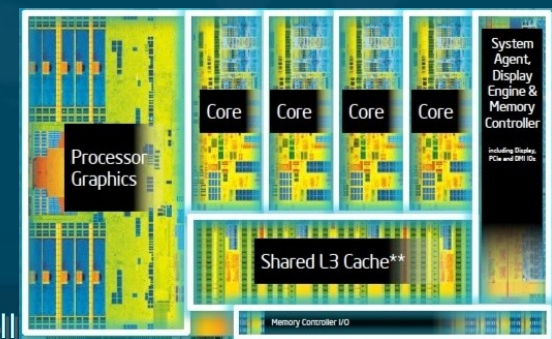 Processor
Graphics
Core
Core
Core
Core
System
Agent,
Display
Engine &
Memory
Controller
including Display,
PCIe and DMI IOs
Shared L3 Cache**
Memory Controller I/O